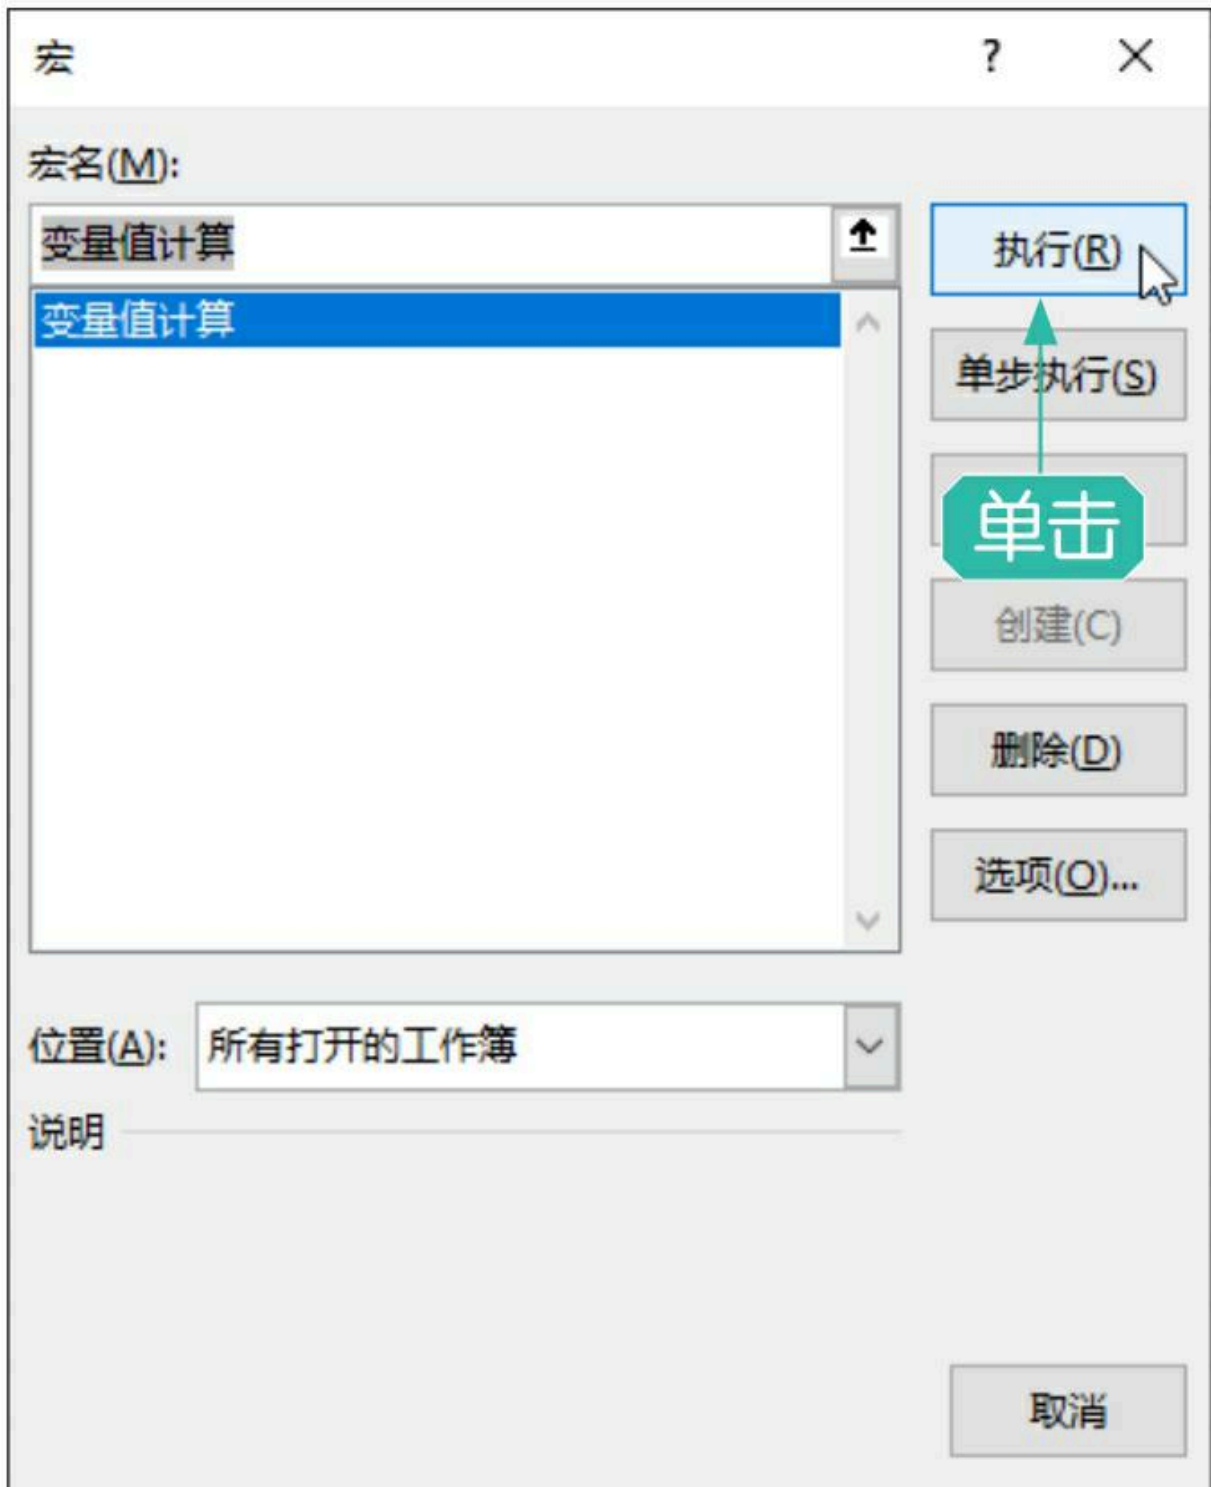 宏
?
宏名(M):
变量值计算
变量值计算
执行(R)
单步执行(S)
单击
创建(C)
删除(D)
选项(O)...
位置(A):
所有打开的工作簿
说明
取消